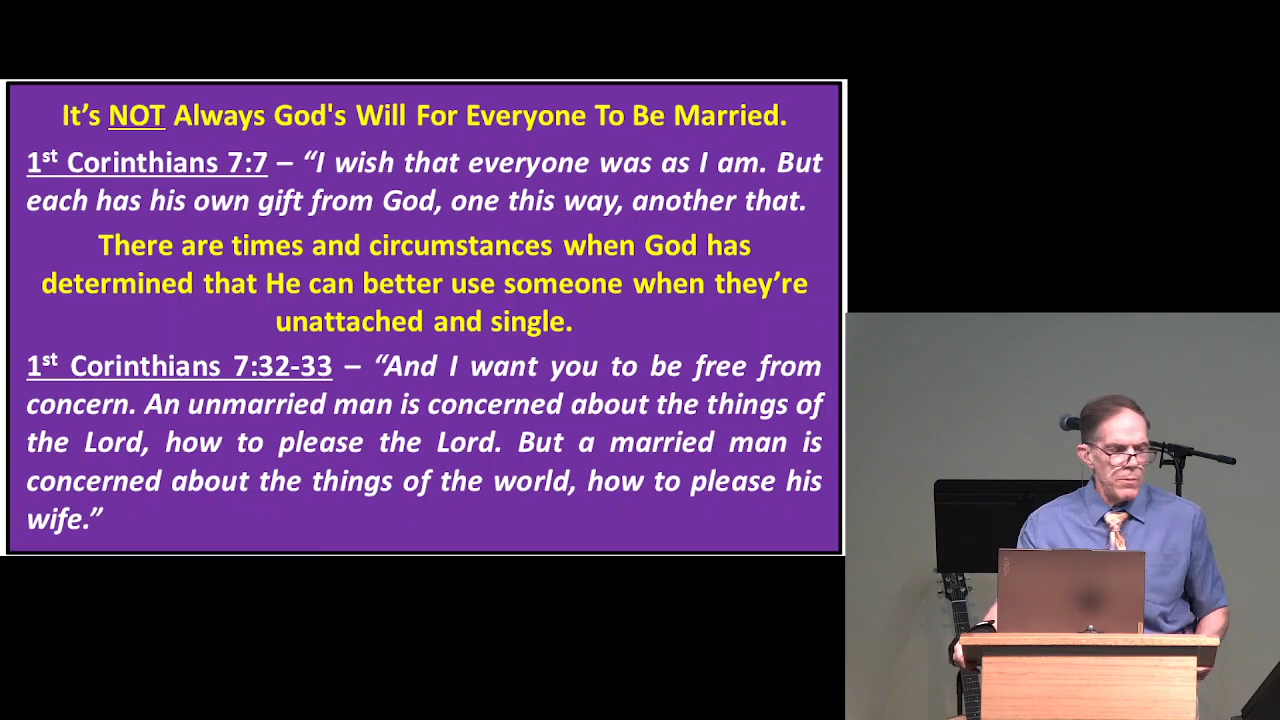 It’s NOT Always God's Will For Everyone To Be Married.
1st Corinthians 7:7 – “I wish that everyone was as I am. But
each has his own gift from God, one this way, another that.
There are times and circumstances when God has
determined that He can better use someone when they’re
unattached and single.
1st Corinthians 7:32-33 – “And I want you to be free from
concern. An unmarried man is concerned about the things of
the Lord, how to please the Lord. But a married man is
concerned about the things of the world, how to please his
wife.”